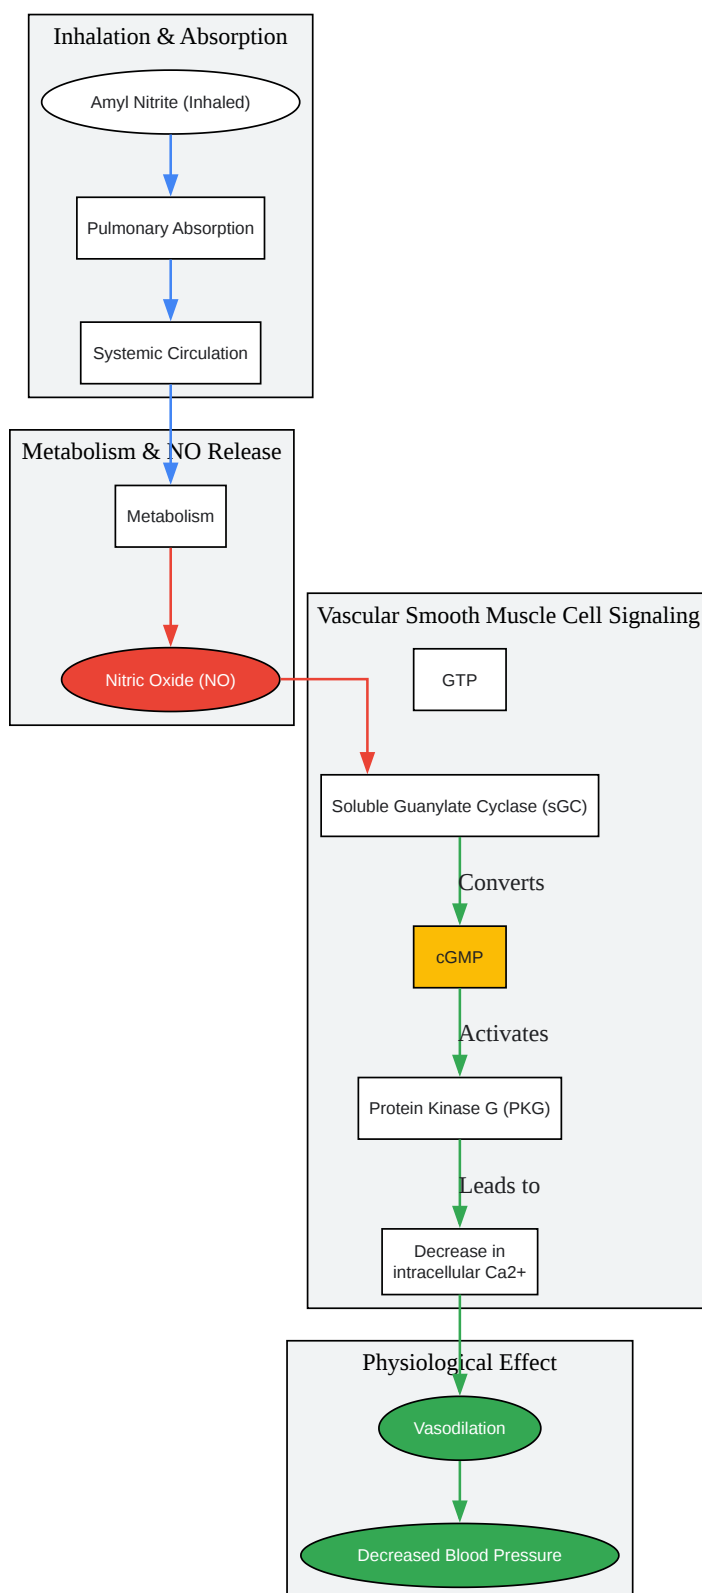 Inhalation & Absorption
Amyl Nitrite (Inhaled)
Pulmonary Absorption
Systemic Circulation
Metabolism & NO Release
Metabolism
Nitric Oxide (NO)
Vascular Smooth Muscle Cell Signaling
GTP
Soluble Guanylate Cyclase (sGC)
Converts
cGMP
Activates
Protein Kinase G (PKG)
Leads to
Decrease in
intracellular Ca2+
Physiological Effect
Vasodilation
Decreased Blood Pressure